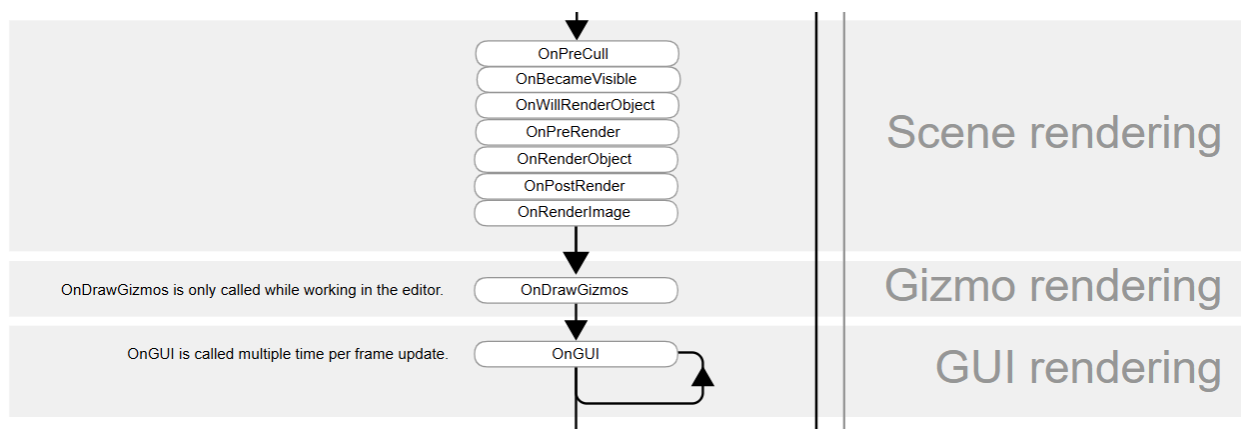 OnPreCull
OnBecameVisible
OnWillRenderObject
OnPreRender
OnRenderObject
OnPostRender
OnRenderImage
Scene rendering
OnDrawGizmos is only called while working in the editor.
OnDrawGizmos
Gizmo rendering
OnGUI is called multiple time per frame update.
OnGUI
GUI rendering